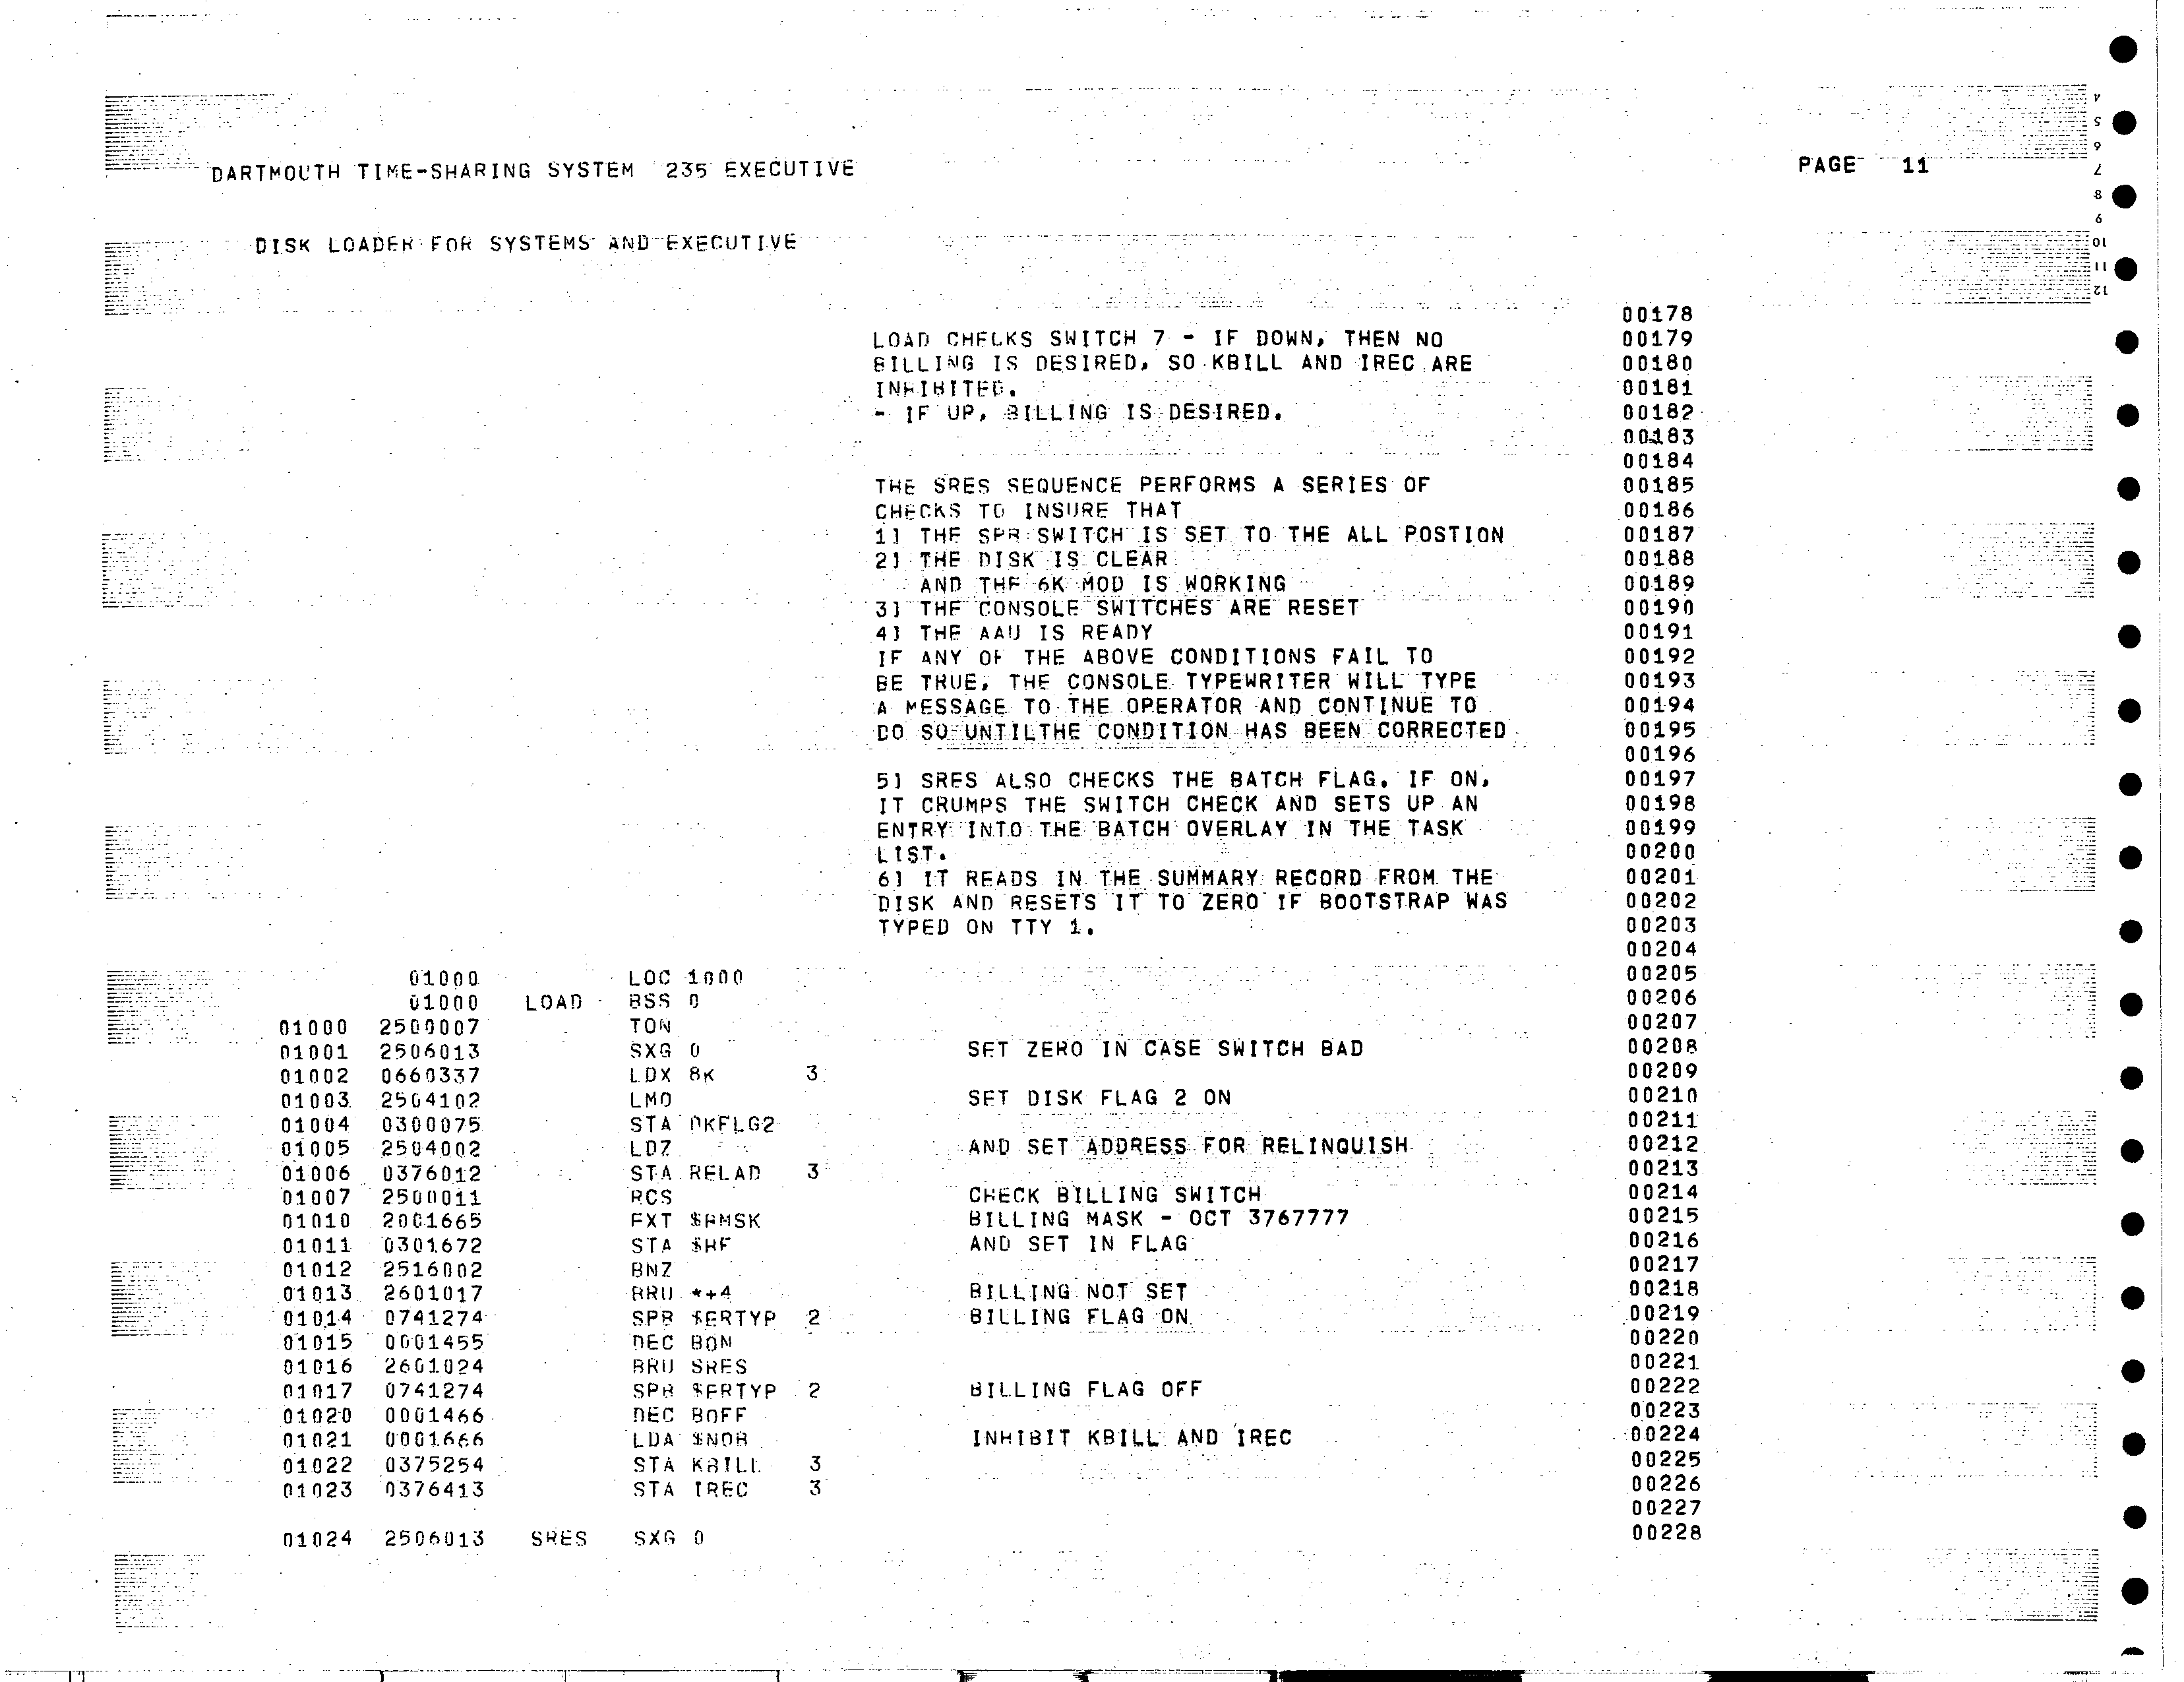 DARTMOUTH TIME-SHARING SYSTEM 235 EXECUTIVE PAGE 11
DISK LOADER FOR SYSTEMS AND EXECUTIVE
00178
LOAD CHECKS SWITCH 7 - IF DOWN, THEN NO 00179
BILLING IS DESIRED, SO KBILL AND IREC ARE 00180
INHIBITED. 00181
- IF UP, BILLING IS DESIRED. 00182
00183
00184
THE SRES SEQUENCE PERFORMS A SERIES OF 00185
CHECKS TO INSURE THAT 00186
1] THE SPB SWITCH IS SET TO THE ALL POSTION 00187
2] THE DISK IS CLEAR 00188
AND THE 6K MOD IS WORKING 00189
3] THE CONSOLE SWITCHES ARE RESET 00190
4] THE AAU IS READY 00191
IF ANY OF THE ABOVE CONDITIONS FAIL TO 00192
BE TRUE, THE CONSOLE TYPEWRITER WILL TYPE 00193
A MESSAGE TO THE OPERATOR AND CONTINUE TO 00194
DO SO UNTILTHE CONDITION HAS BEEN CORRECTED 00195
00196
5] SRES ALSO CHECKS THE BATCH FLAG. IF ON, 00197
IT CRUMPS THE SWITCH CHECK AND SETS UP AN 00198
ENTRY INTO THE BATCH OVERLAY IN THE TASK 00199
LIST. 00200
6] IT READS IN THE SUMMARY RECORD FROM THE 00201
DISK AND RESETS IT TO ZERO IF BOOTSTRAP WAS 00202
TYPED ON TTY 1. 00203
00204
01000 LOC 1000 00205
01000 LOAD BSS 0 00206
01000 2500007 TON 00207
01001 2506013 SXG 0 SET ZERO IN CASE SWITCH BAD 00208
01002 0660337 LDX 8K 3 00209
01003 2504102 LMO SET DISK FLAG 2 ON 00210
01004 0300075 STA DKFLG2 00211
01005 2504002 LDZ AND SET ADDRESS FOR RELINQUISH 00212
01006 0376012 STA RELAD 3 00213
01007 2500011 RCS CHECK BILLING SWITCH 00214
01010 2001665 EXT $BMSK BILLING MASK - OCT 3767777 00215
01011 0301672 STA $BF AND SET IN FLAG 00216
01012 2516002 BNZ 00217
01013 2601017 BRU *+4 BILLING NOT SET 00218
01014 0741274 SPB $ERTYP 2 BILLING FLAG ON 00219
01015 0001455 DEC BON 00220
01016 2601024 BRU SRES 00221
01017 0741274 SPB $ERTYP 2 BILLING FLAG OFF 00222
01020 0001466 DEC BOFF 00223
01021 0001666 LDA $NOB INHIBIT KBILL AND IREC 00224
01022 0375254 STA KBILL 3 00225
01023 0376413 STA IREC 3 00226
00227
01024 2506013 SRES SXG 0 00228
4
5
6
7
8
9
10
11
12